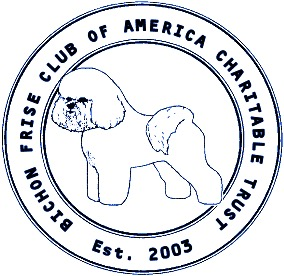 BICHON FRISE CLUB OF AMERICA CHARITABLE TRUST
Est. 2003